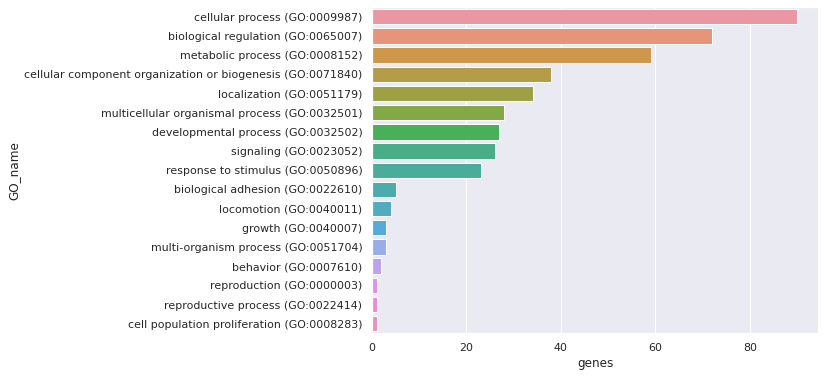 cellular process (GO:0009987)
biological regulation (GO:0065007)
metabolic process (GO:0008152)
cellular component organization or biogenesis (GO:0071840)
localization (GO:0051179)
multicellular organismal process (GO:0032501)
developmental process (GO:0032502)
signaling (GO:0023052)
response to stimulus (GO:0050896)
biological adhesion (GO:0022610)
locomotion (GO:0040011)
growth (GO:0040007)
multi-organism process (GO:0051704)
behavior (GO:0007610)
reproduction (GO:0000003)
reproductive process (GO:0022414)
cell population proliferation (GO:0008283)
GO_name
0 20 40 60 80
genes